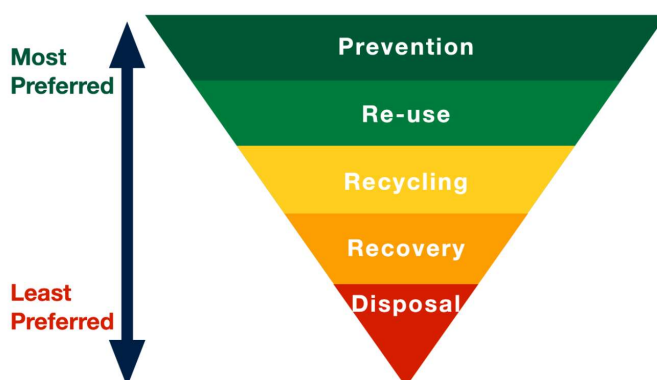 Most
Preferred
Prevention
Re-use
Recycling
Recovery
Disposal
Least
Preferred